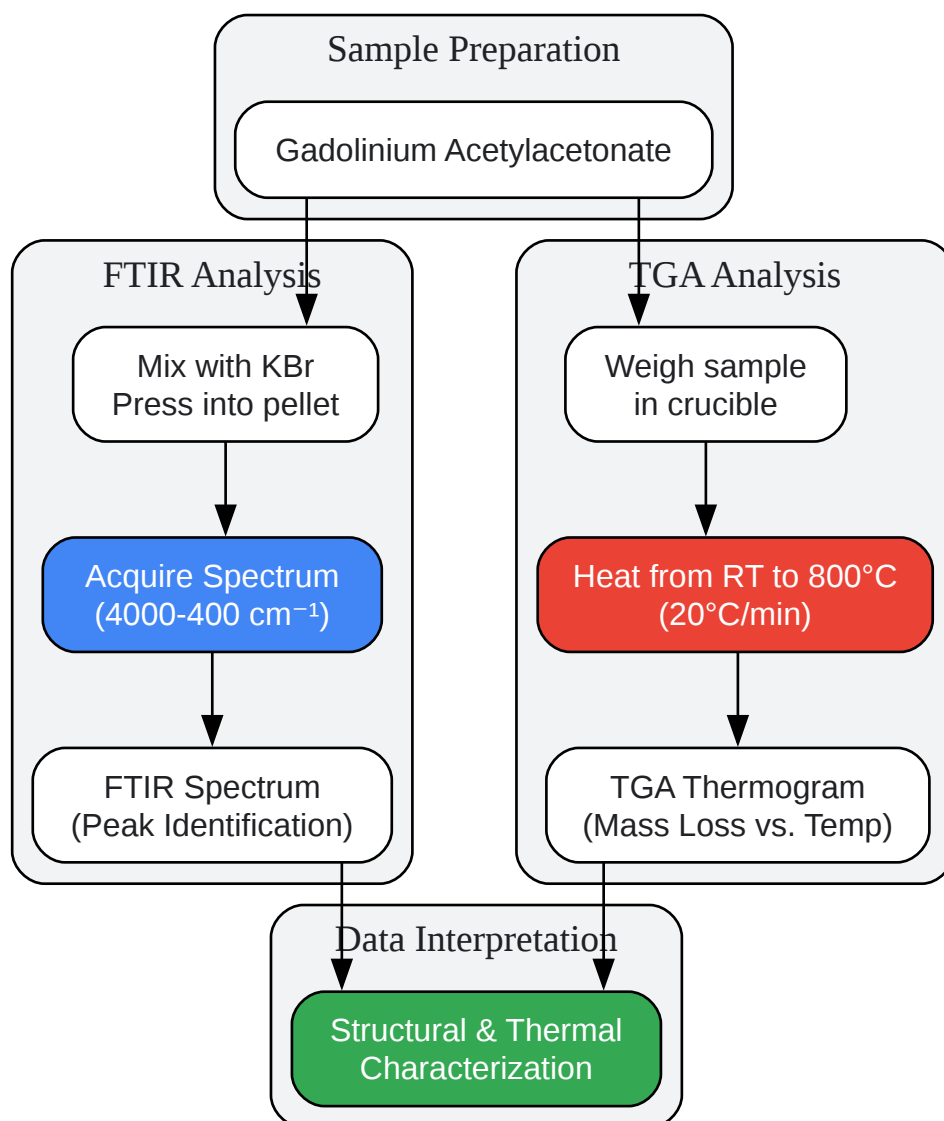 Sample Preparation
Gadolinium Acetylacetonate
FTIR Analysis
Mix with KBr
Press into pellet
Acquire Spectrum
(4000-400 cm⁻¹)
FTIR Spectrum
(Peak Identification)
TGA Analysis
Weigh sample
in crucible
Heat from RT to 800°C
(20°C/min)
TGA Thermogram
(Mass Loss vs. Temp)
Data Interpretation
Structural & Thermal
Characterization